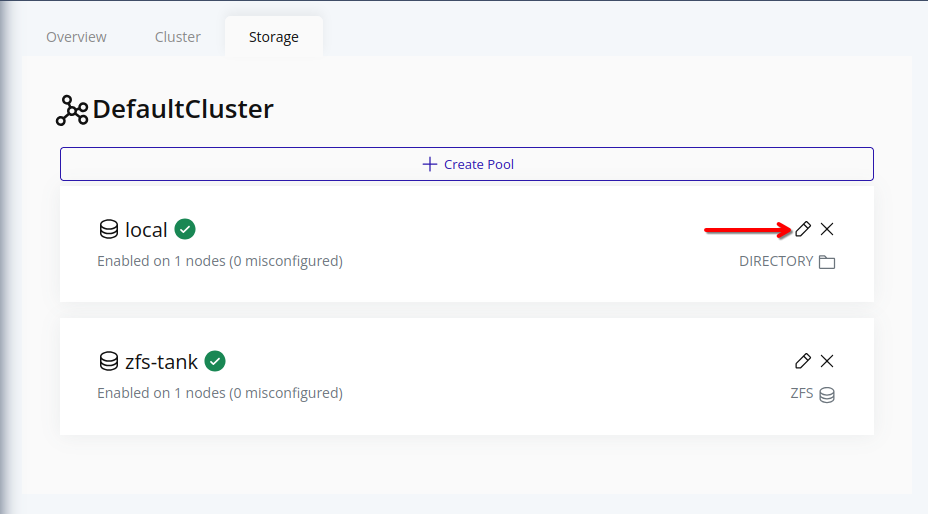 Overview Cluster Storage
DefaultCluster
Create Pool
local
Enabled on 1 nodes (0 misconfigured) DIRECTORY
zfs-tank
Enabled on 1 nodes (0 misconfigured) ZFS